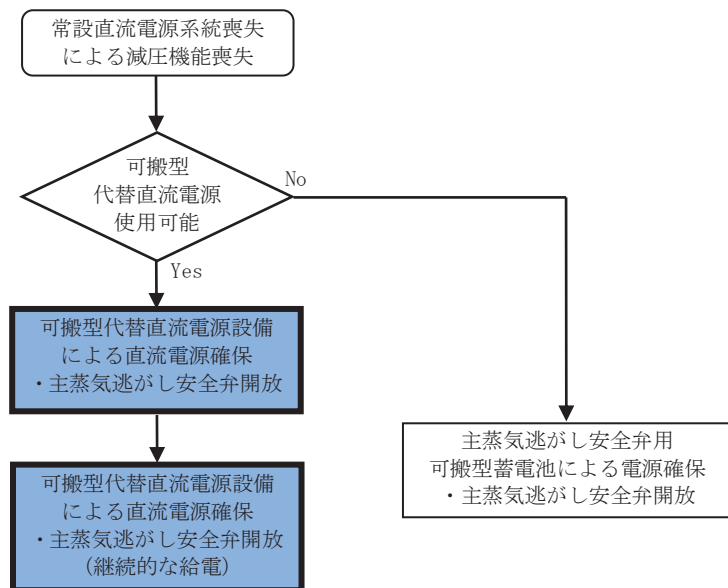 常設直流電源系統喪失
による減圧機能喪失
可搬型
代替直流電源
使用可能
No
Yes
可搬型代替直流電源設備
による直流電源確保
・主蒸気逃がし安全弁開放
主蒸気逃がし安全弁用
可搬型蓄電池による電源確保
・主蒸気逃がし安全弁開放
可搬型代替直流電源設備
による直流電源確保
・主蒸気逃がし安全弁開放
(継続的な給電)